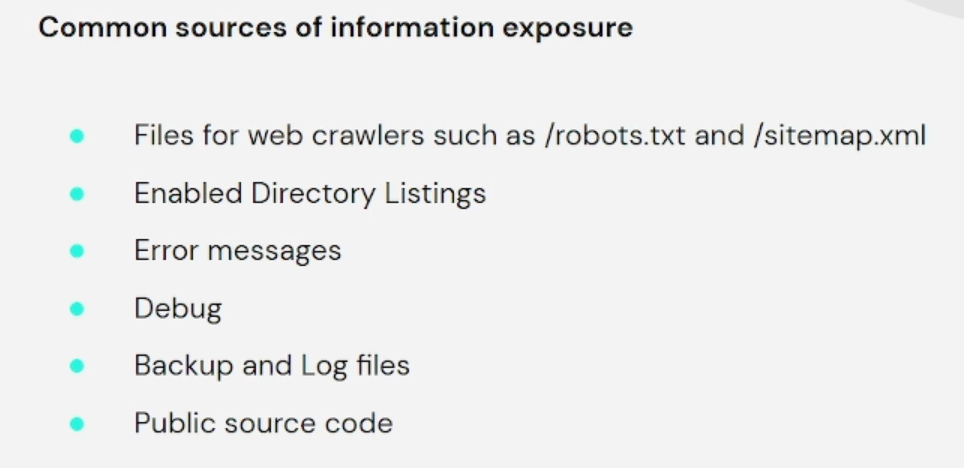 Common sources of information exposure
Files for web crawlers such as /robots.txt and /sitemap.xml
Enabled Directory Listings
Error messages
Debug
Backup and Log files
Public source code